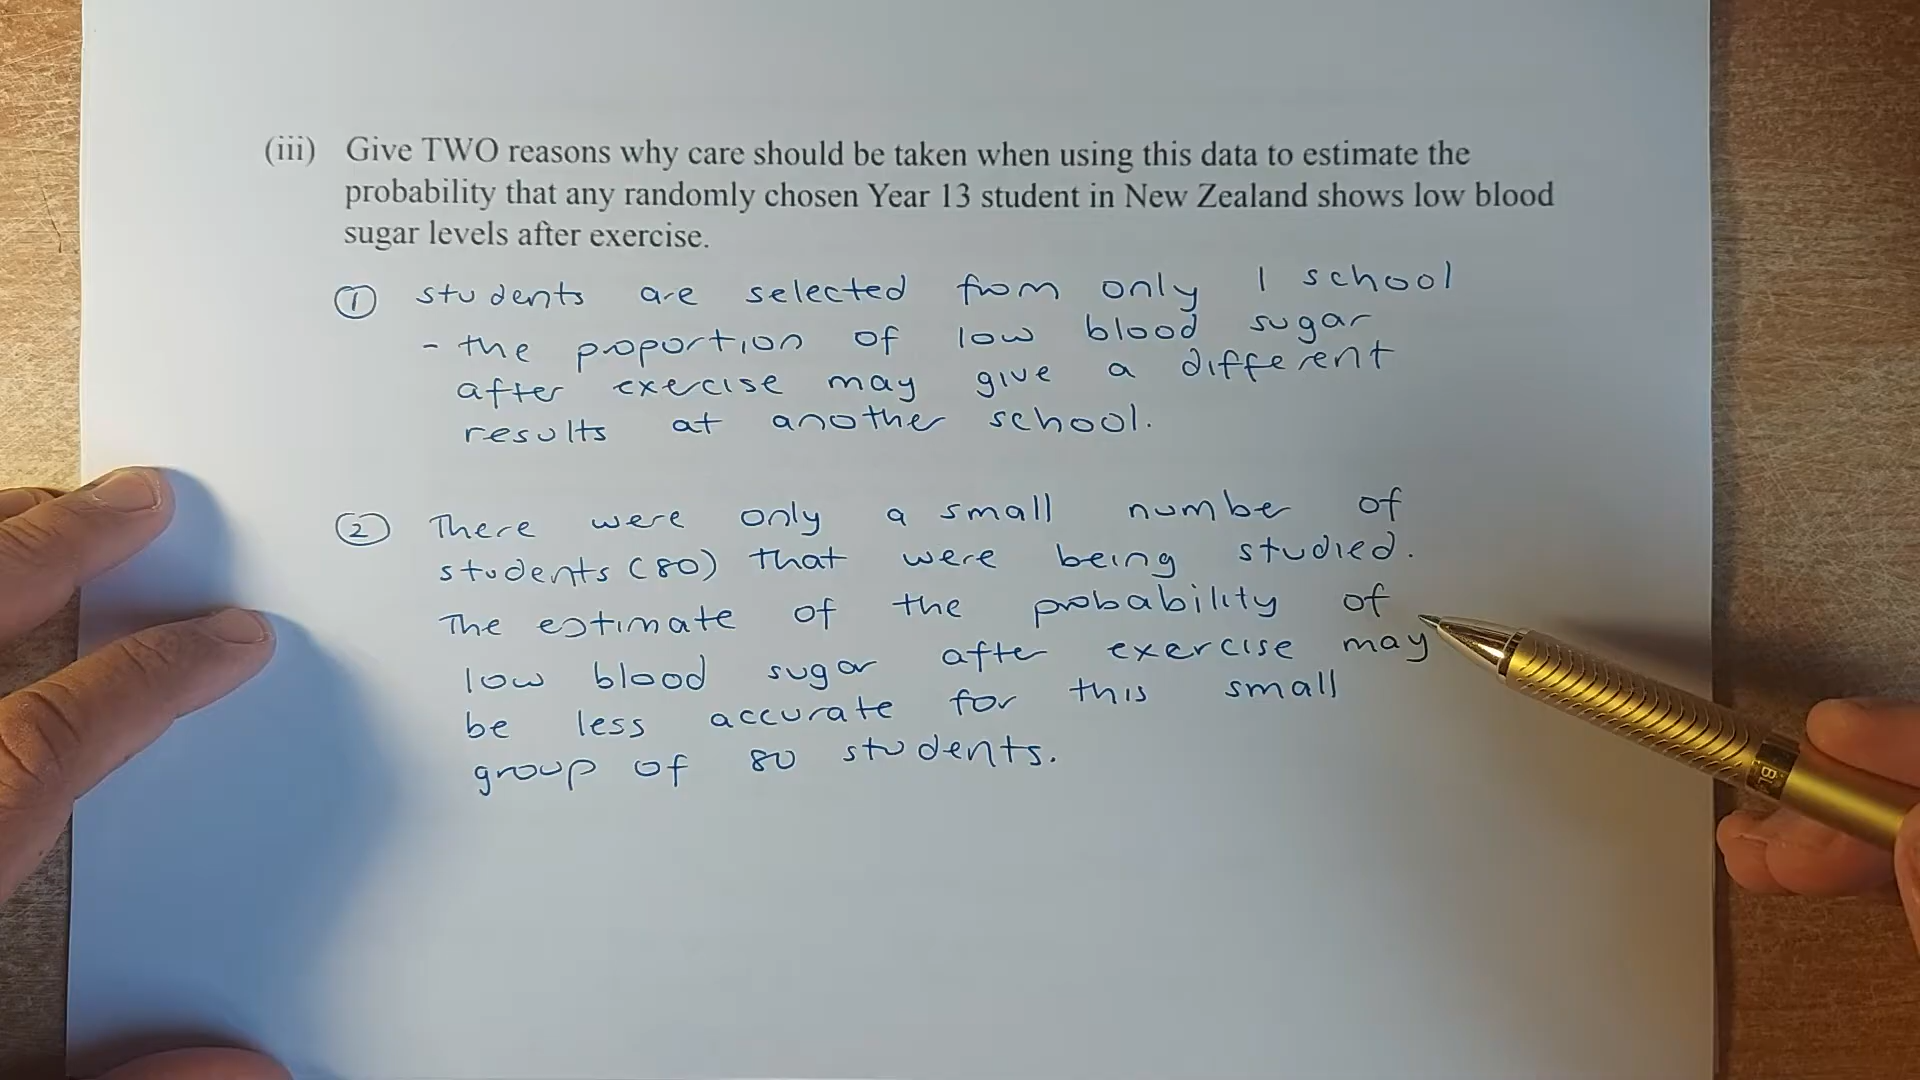 (iii) Give TWO reasons why care should be taken when using this data to estimate the
probability that any randomly chosen Year 13 student in New Zealand shows low blood
sugar levels after exercise.
① students are selected from only 1 school
- the proportion of low blood sugar
after exercise may give a different
results at another school.
② There were only a small number of
students (80) that were being studied.
The estimate of the probability of
low blood sugar after exercise may
be less accurate for this small
group of 80 students.